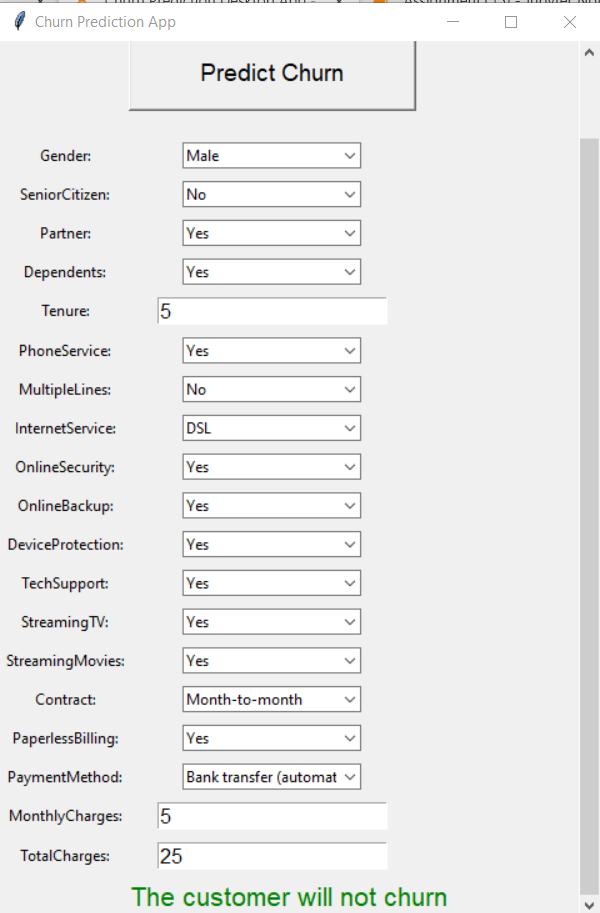 Churn Prediction App
Predict Churn
Gender: Male
SeniorCitizen: No
Partner: Yes
Dependents: Yes
Tenure: 5
PhoneService: Yes
MultipleLines: No
InternetService: DSL
OnlineSecurity: Yes
OnlineBackup: Yes
DeviceProtection: Yes
TechSupport: Yes
StreamingTV: Yes
StreamingMovies: Yes
Contract: Month-to-month
PaperlessBilling: Yes
PaymentMethod: Bank transfer (automat
MonthlyCharges: 5
TotalCharges: 25
The customer will not churn